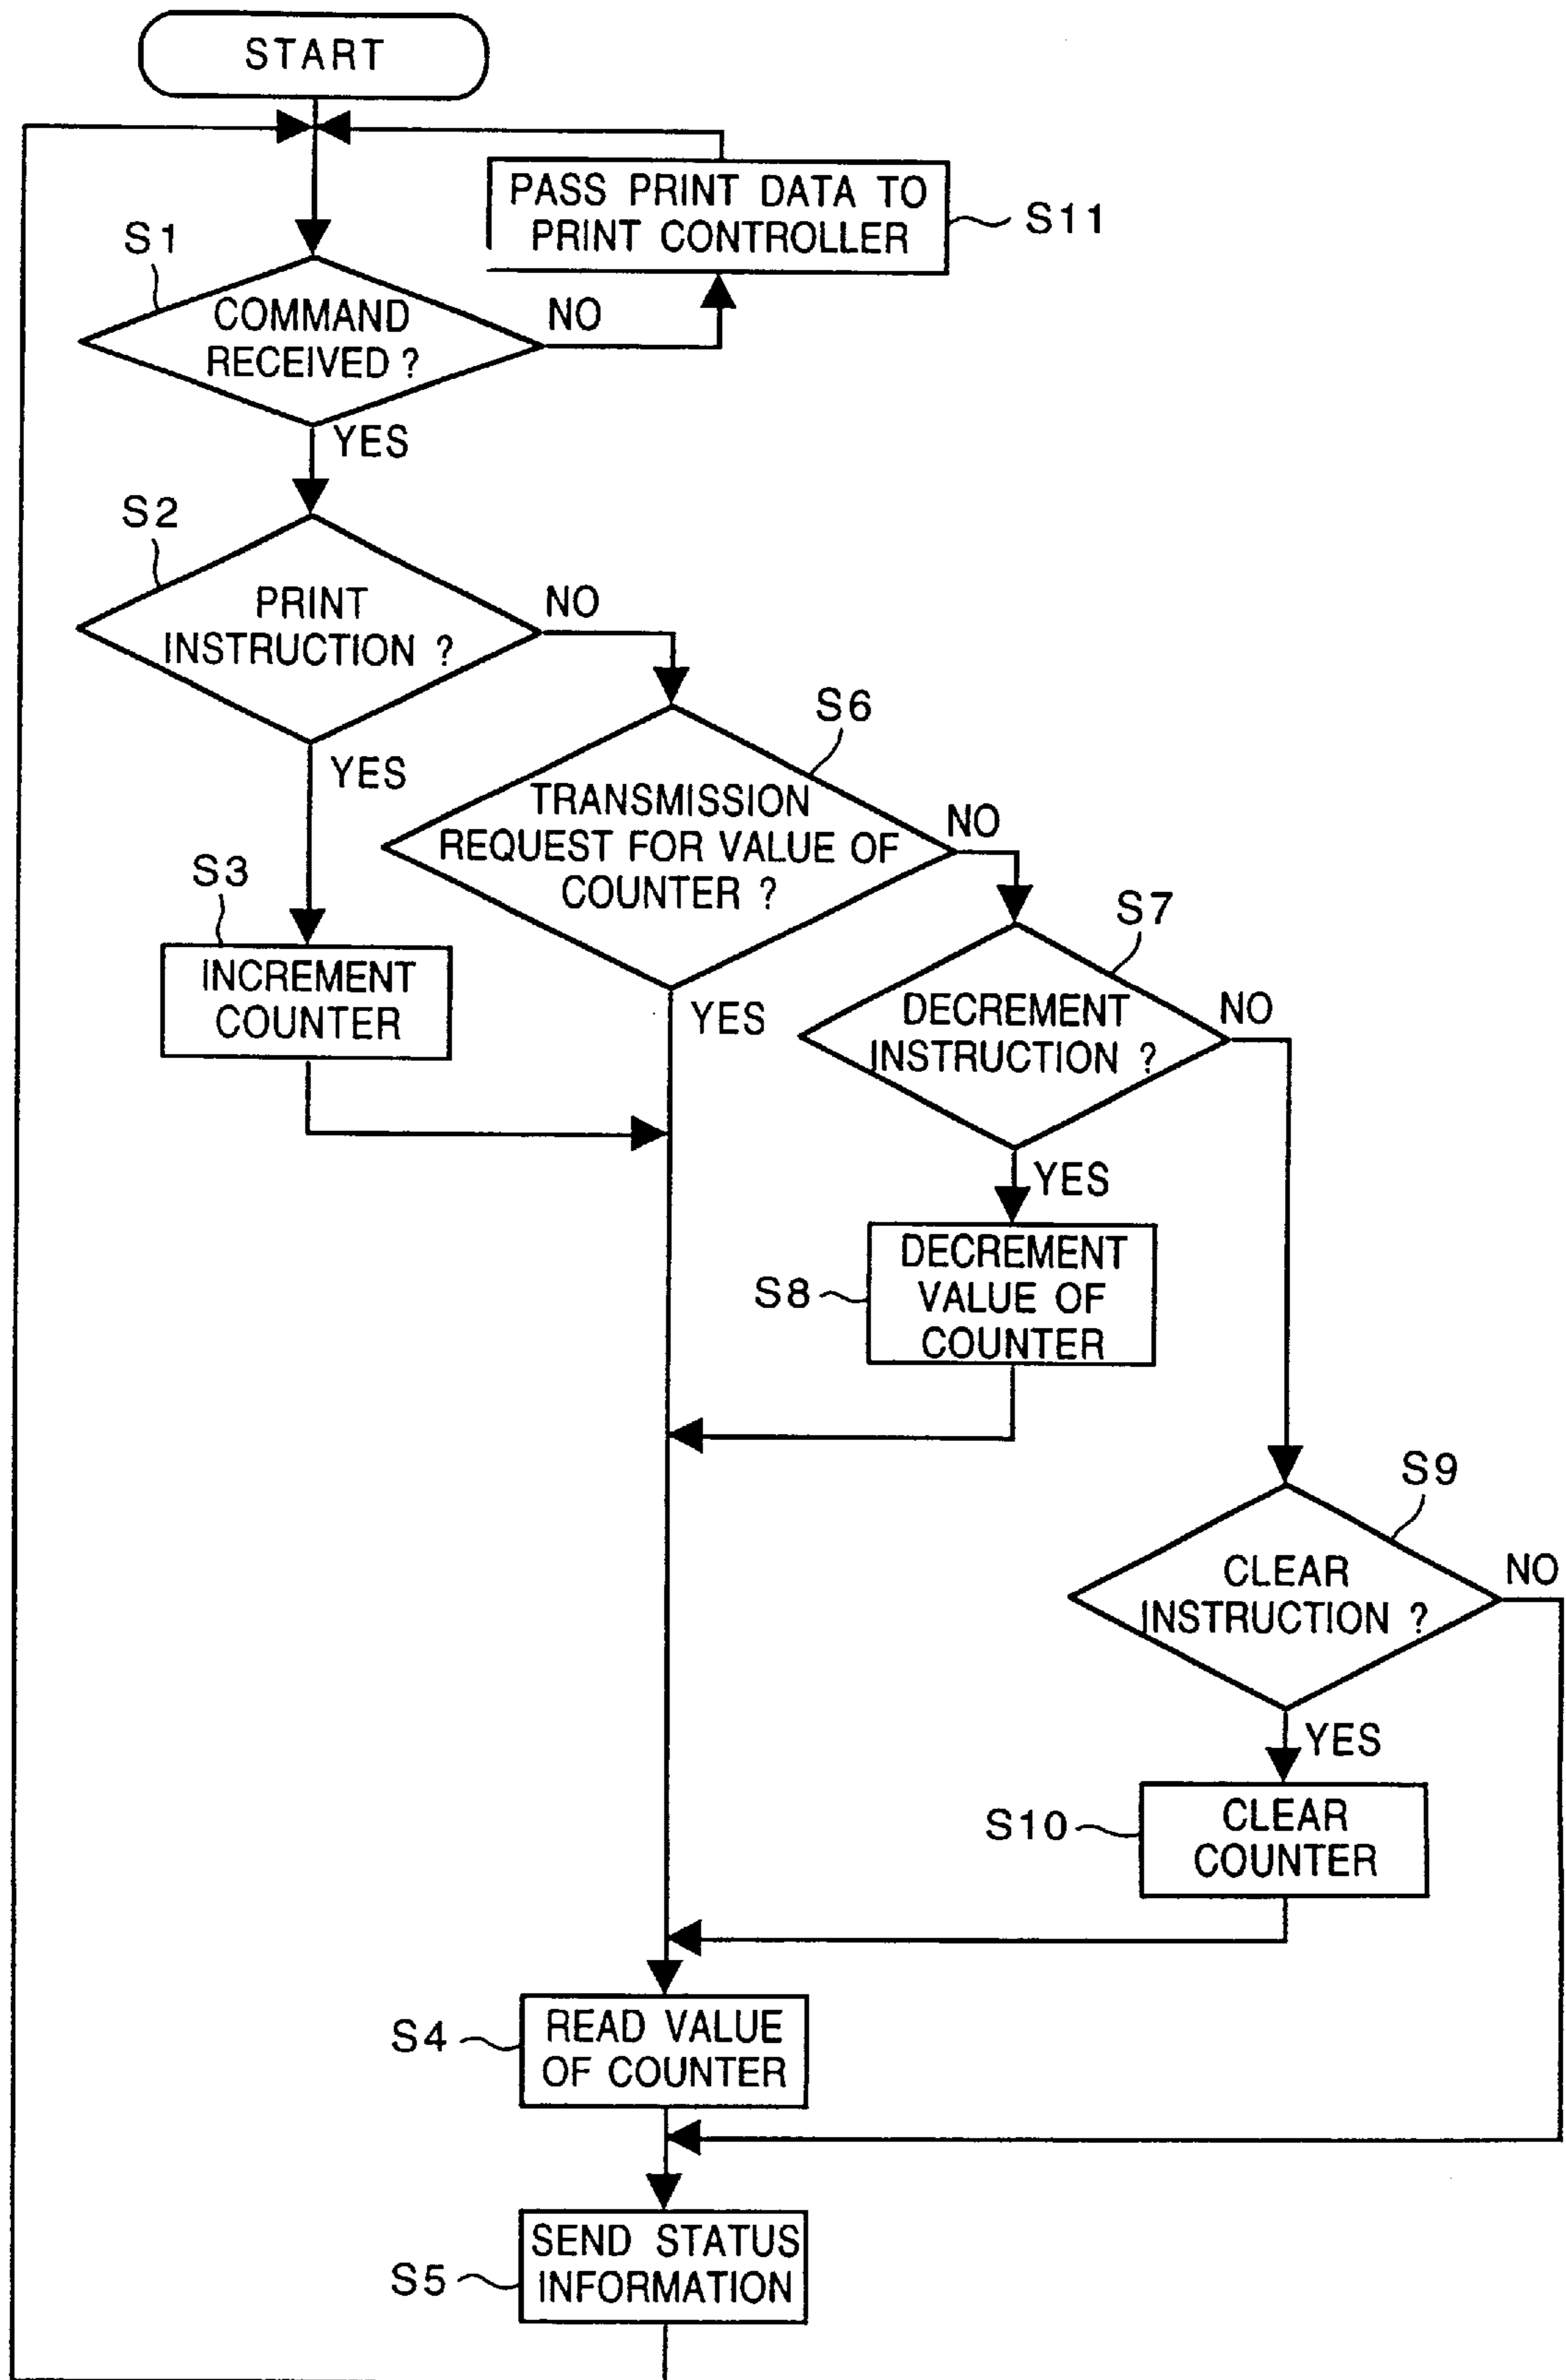 START
PASS PRINT DATA TO
PRINT CONTROLLER
S11
S1
COMMAND
RECEIVED ?
NO
YES
S2
PRINT
INSTRUCTION ?
NO
YES
S6
TRANSMISSION
REQUEST FOR VALUE OF
COUNTER ?
NO
YES
S3
INCREMENT
COUNTER
S7
DECREMENT
INSTRUCTION ?
NO
YES
S8
DECREMENT
VALUE OF
COUNTER
S9
CLEAR
INSTRUCTION ?
NO
YES
S10
CLEAR
COUNTER
S4
READ VALUE
OF COUNTER
S5
SEND STATUS
INFORMATION